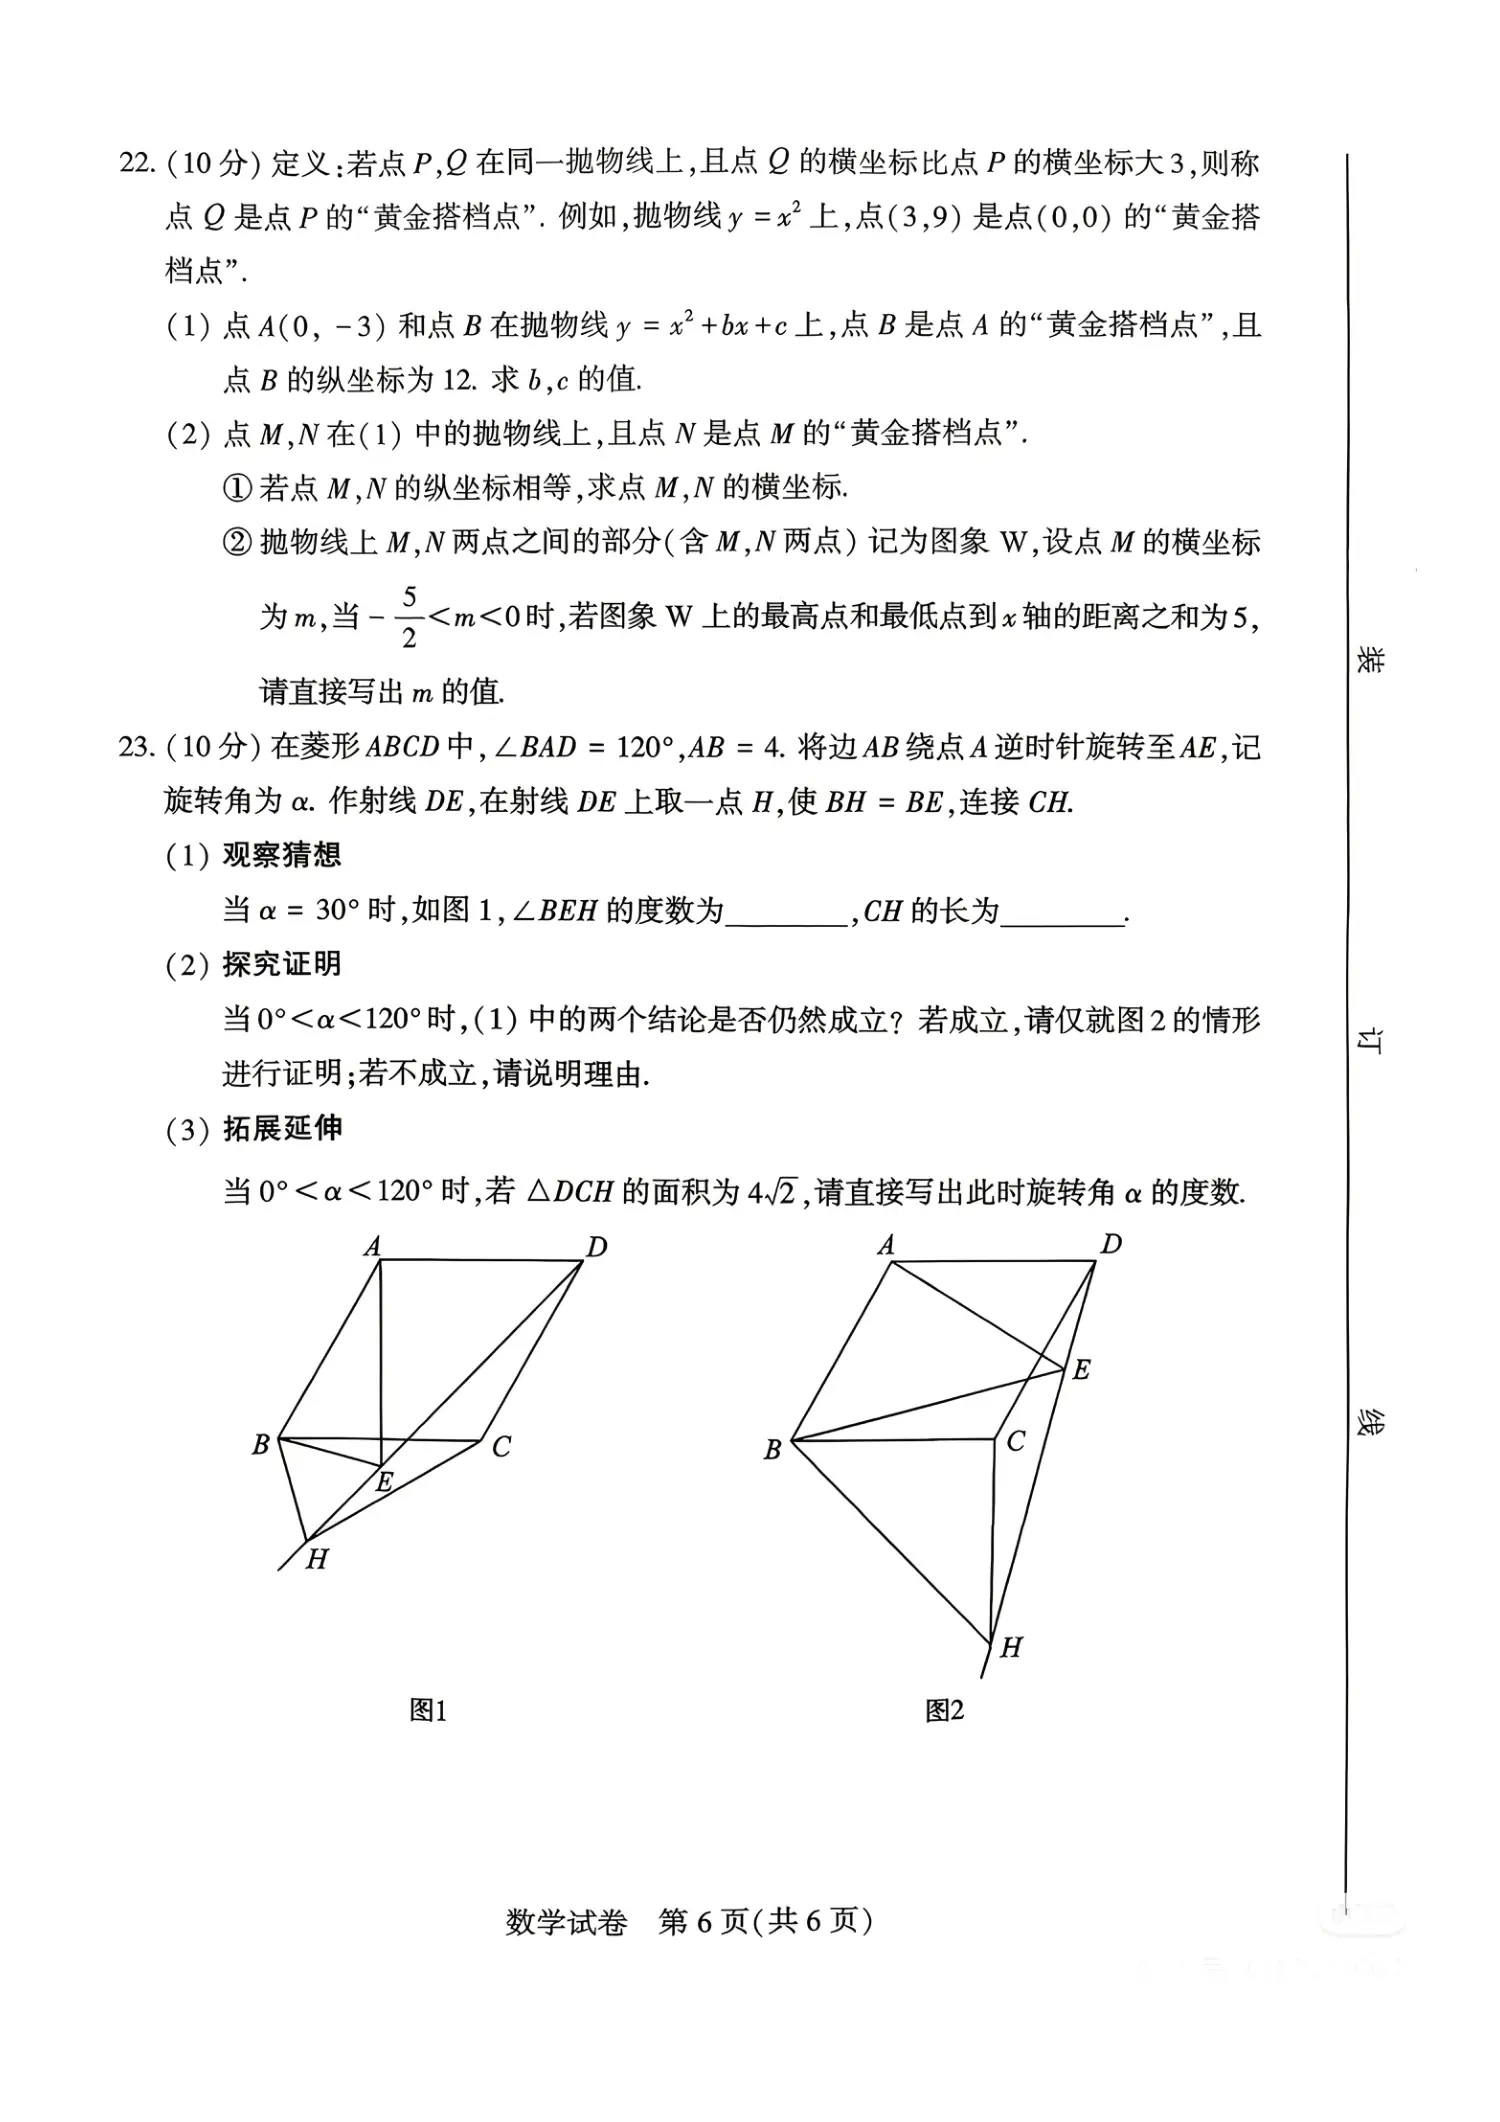 22. (10分) 定义:若点P,Q在同一抛物线上,且点Q的横坐标比点P的横坐标大3,则称
点Q是点P的“黄金搭档点”. 例如,抛物线y=x²上,点(3,9)是点(0,0)的“黄金搭
档点”.
(1) 点A(0, -3)和点B在抛物线y = x²+bx+c上,点B是点A的“黄金搭档点”,且
点B的纵坐标为12. 求b,c的值.
(2) 点M,N在(1)中的抛物线上,且点N是点M的“黄金搭档点”.
①若点M,N的纵坐标相等,求点M,N的横坐标.
②抛物线上M,N两点之间的部分(含M,N两点)记为图象W,设点M的横坐标
为m,当-5/2<m<0时,若图象W上的最高点和最低点到x轴的距离之和为5,
请直接写出m的值.
23. (10分) 在菱形ABCD中,∠BAD = 120°,AB = 4. 将边AB绕点A逆时针旋转至AE,记
旋转角为α. 作射线DE,在射线DE上取一点H,使BH = BE,连接CH.
(1) 观察猜想
当α = 30°时,如图1,∠BEH的度数为________,CH的长为________.
(2) 探究证明
当0°<α<120°时,(1)中的两个结论是否仍然成立?若成立,请仅就图2的情形
进行证明;若不成立,请说明理由.
(3) 拓展延伸
当0°<α<120°时,若△DCH的面积为4√2,请直接写出此时旋转角α的度数.
A
D
B
C
E
H
图1
A
D
E
B
C
H
图2
数学试卷 第6页(共6页)
装
订
线